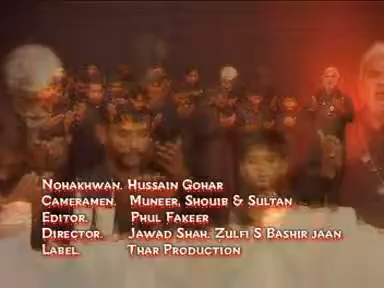 Nohakhwan. Hussain Gohar
Cameramen. Muneer, Shouib & Sultan
Editor. Phul Fakeer
Director. Jawad Shah. Zulfi S Bashir jaan
Label. Thar Production